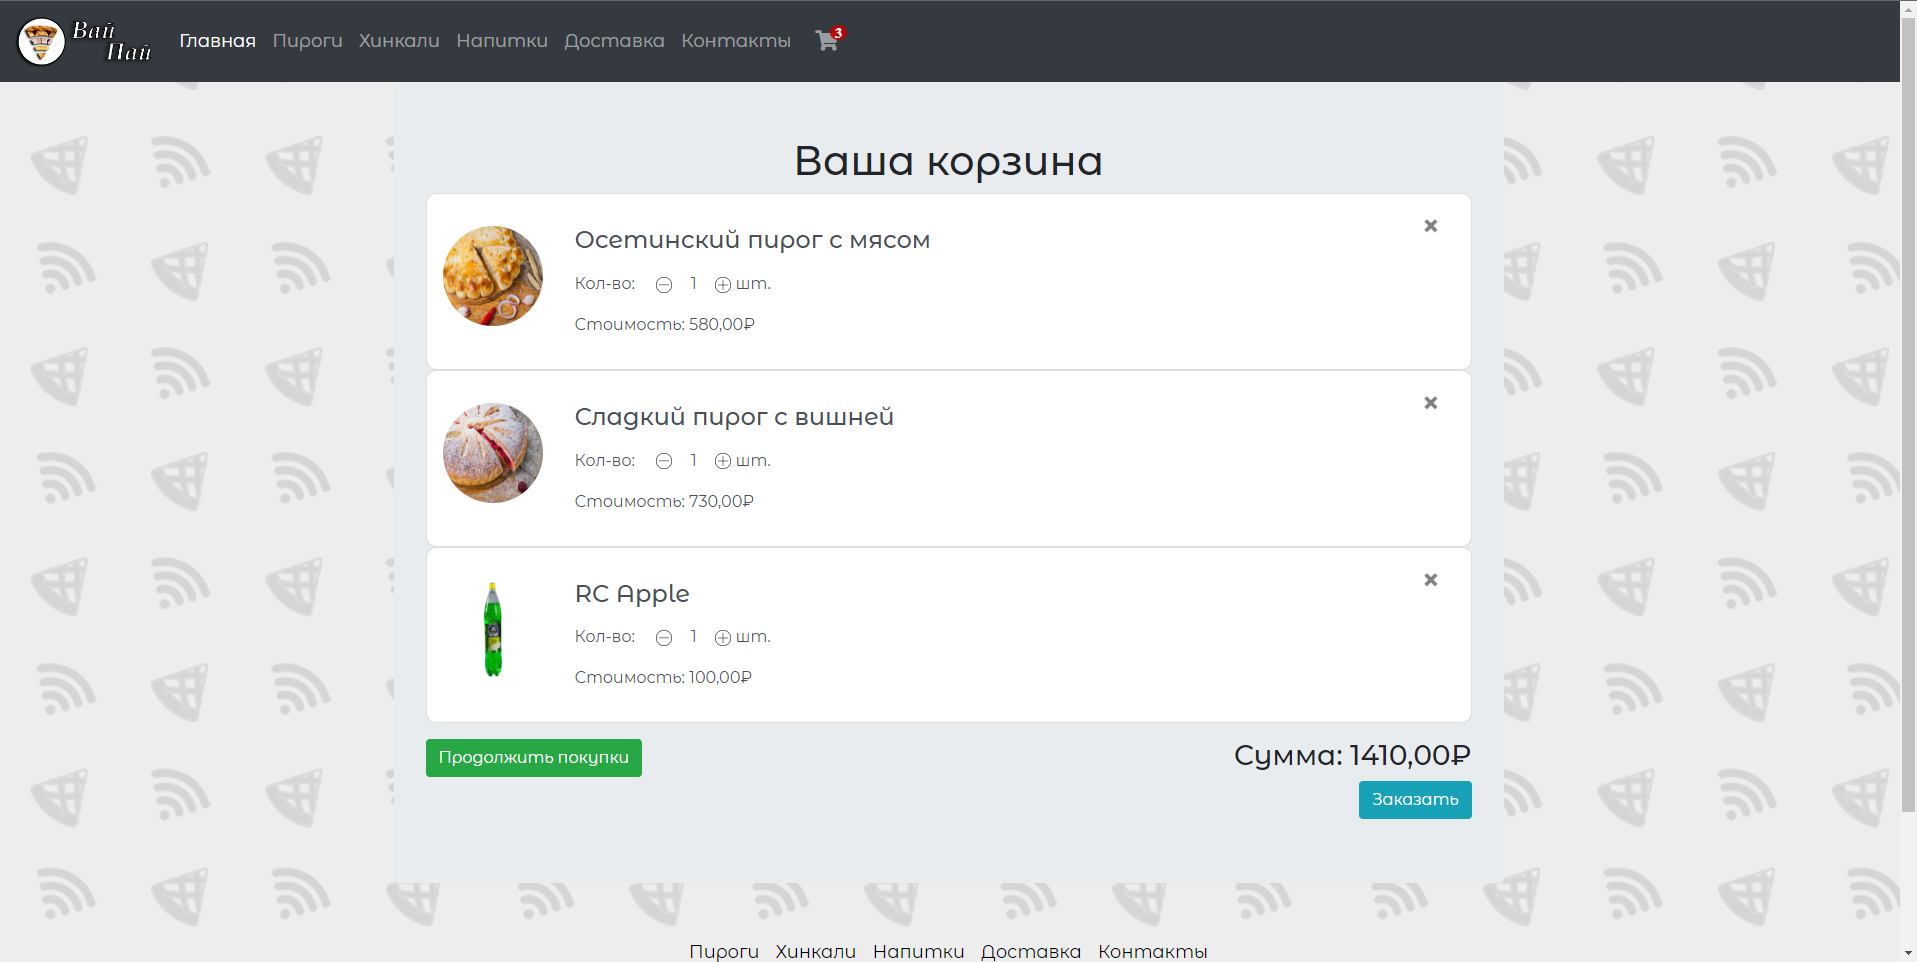 Вай
Пай
Главная Пироги Хинкали Напитки Доставка Контакты 3
Ваша корзина
Осетинский пирог с мясом
Кол-во: 1 шт.
Стоимость: 580,00₽
Сладкий пирог с вишней
Кол-во: 1 шт.
Стоимость: 730,00₽
RC Apple
Кол-во: 1 шт.
Стоимость: 100,00₽
Продолжить покупки
Сумма: 1410,00₽
Заказать
Пироги Хинкали Напитки Доставка Контакты